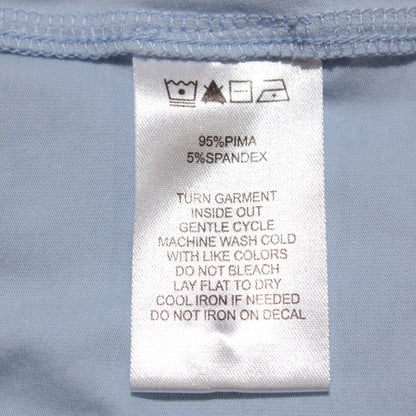 95%PIMA
5%SPANDEX
TURN GARMENT
INSIDE OUT
GENTLE CYCLE
MACHINE WASH COLD
WITH LIKE COLORS
DO NOT BLEACH
LAY FLAT TO DRY
COOL IRON IF NEEDED
DO NOT IRON ON DECAL